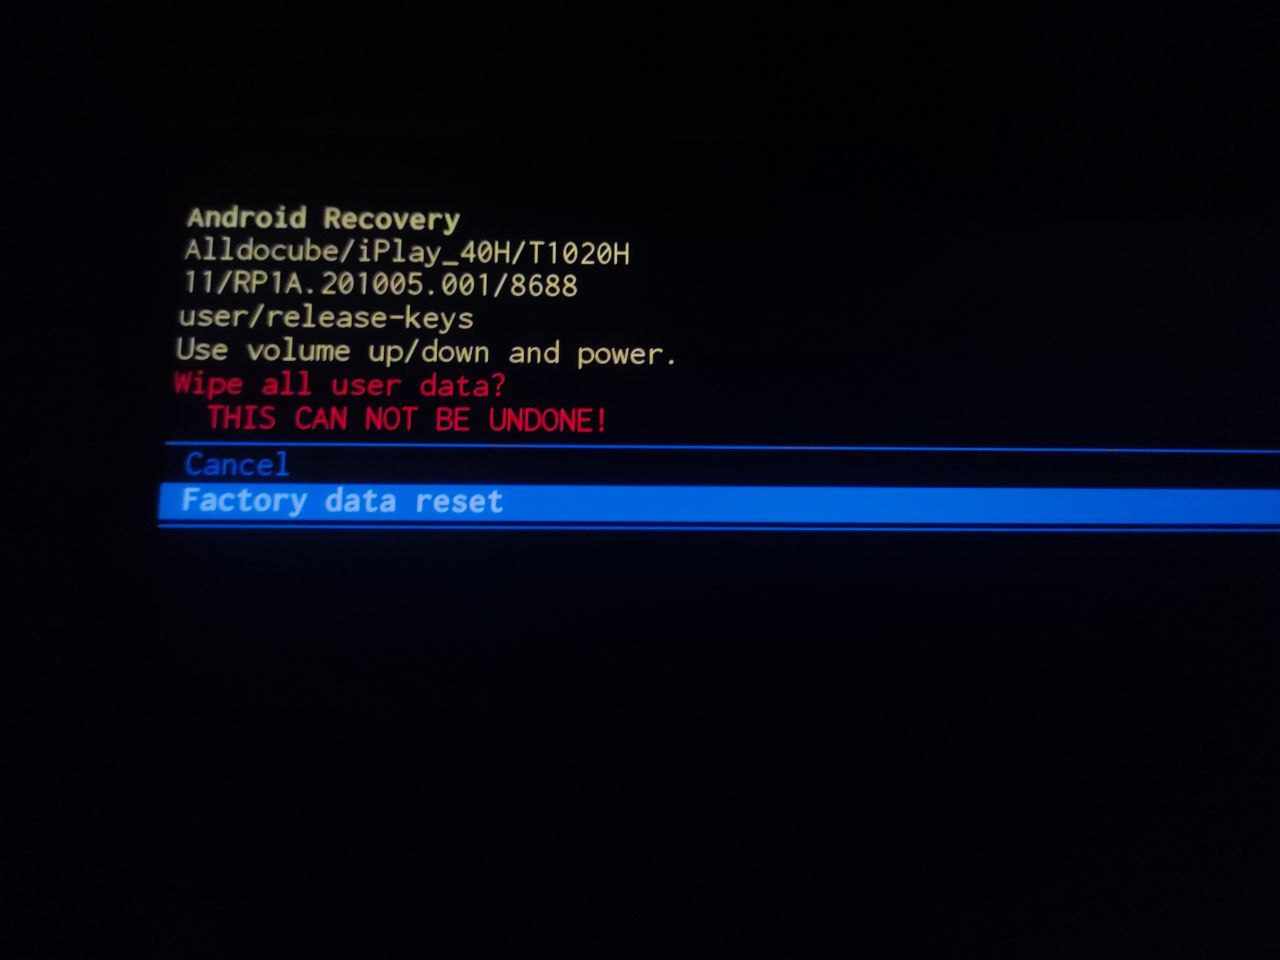 Android Recovery
Alldocube/iPlay_40H/T1020H
11/RP1A.201005.001/8688
user/release-keys
Use volume up/down and power.
Wipe all user data?
THIS CAN NOT BE UNDONE!
Cancel
Factory data reset